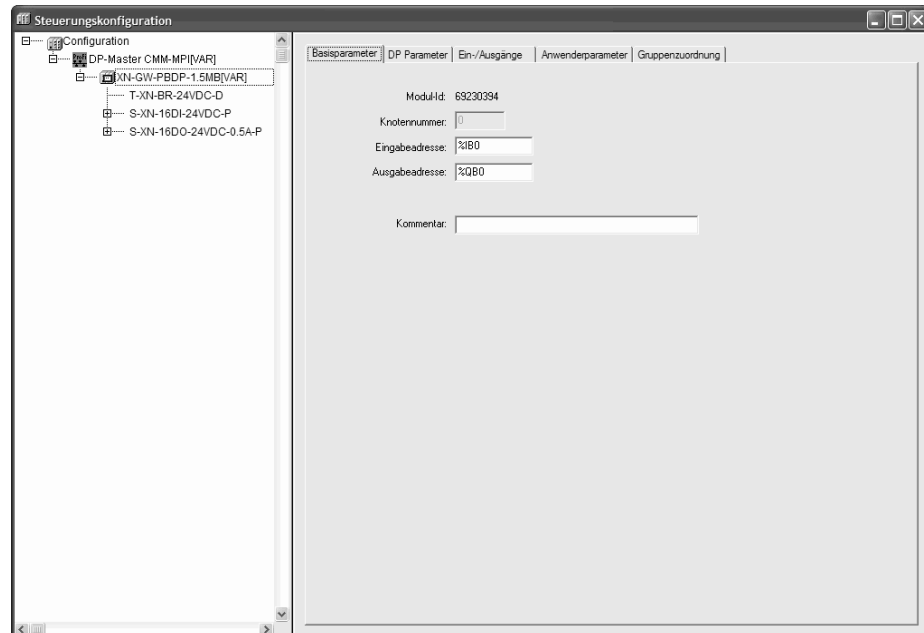 Steuerungskonfiguration
Configuration
DP-Master CMM-MPI[VAR]
XN-GW-PBDP-1.5MB[VAR]
T-XN-BR-24VDC-D
S-XN-16DI-24VDC-P
S-XN-16DO-24VDC-0.5A-P
Basisparameter DP Parameter Ein-/Ausgänge Anwenderparameter Gruppenzuordnung
Modul-Id: 69230394
Knotennummer: 0
Eingabeadresse: %IB0
Ausgabeadresse: %QB0
Kommentar: